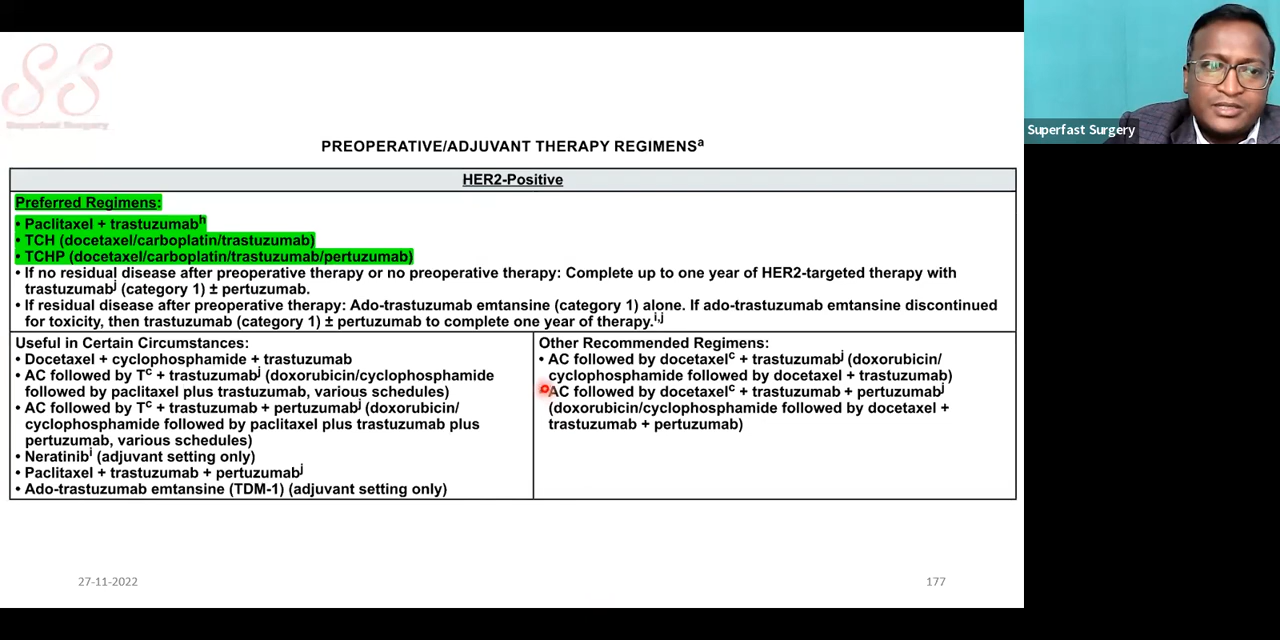 Superfast Surgery
Superfast Surgery
PREOPERATIVE/ADJUVANT THERAPY REGIMENSᵃ
HER2-Positive
Preferred Regimens:
• Paclitaxel + trastuzumabʰ
• TCH (docetaxel/carboplatin/trastuzumab)
• TCHP (docetaxel/carboplatin/trastuzumab/pertuzumab)
• If no residual disease after preoperative therapy or no preoperative therapy: Complete up to one year of HER2-targeted therapy with
trastuzumabʲ (category 1) ± pertuzumab.
• If residual disease after preoperative therapy: Ado-trastuzumab emtansine (category 1) alone. If ado-trastuzumab emtansine discontinued
for toxicity, then trastuzumab (category 1) ± pertuzumab to complete one year of therapy.ⁱ,ʲ
Useful in Certain Circumstances:
• Docetaxel + cyclophosphamide + trastuzumab
• AC followed by Tᶜ + trastuzumabʲ (doxorubicin/cyclophosphamide
followed by paclitaxel plus trastuzumab, various schedules)
• AC followed by Tᶜ + trastuzumab + pertuzumabʲ (doxorubicin/
cyclophosphamide followed by paclitaxel plus trastuzumab plus
pertuzumab, various schedules)
• Neratinibⁱ (adjuvant setting only)
• Paclitaxel + trastuzumab + pertuzumabʲ
• Ado-trastuzumab emtansine (TDM-1) (adjuvant setting only)
Other Recommended Regimens:
• AC followed by docetaxelᶜ + trastuzumabʲ (doxorubicin/
cyclophosphamide followed by docetaxel + trastuzumab)
AC followed by docetaxelᶜ + trastuzumab + pertuzumabʲ
(doxorubicin/cyclophosphamide followed by docetaxel +
trastuzumab + pertuzumab)
27-11-2022
177